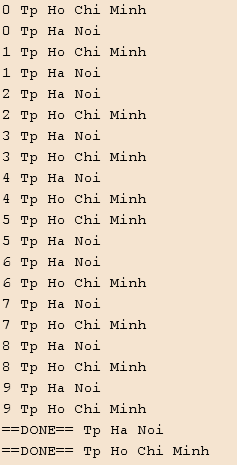 0 Tp Ho Chi Minh
0 Tp Ha Noi
1 Tp Ho Chi Minh
1 Tp Ha Noi
2 Tp Ha Noi
2 Tp Ho Chi Minh
3 Tp Ha Noi
3 Tp Ho Chi Minh
4 Tp Ha Noi
4 Tp Ho Chi Minh
5 Tp Ho Chi Minh
5 Tp Ha Noi
6 Tp Ha Noi
6 Tp Ho Chi Minh
7 Tp Ha Noi
7 Tp Ho Chi Minh
8 Tp Ha Noi
8 Tp Ho Chi Minh
9 Tp Ha Noi
9 Tp Ho Chi Minh
==DONE== Tp Ha Noi
==DONE== Tp Ho Chi Minh